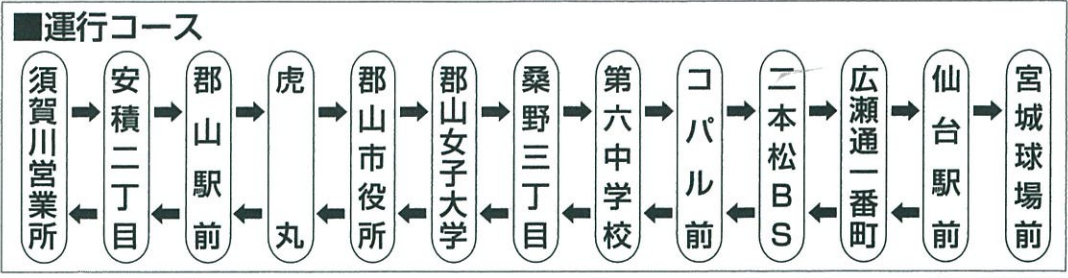 ■運行コース
須賀川営業所
安積二丁目
郡山駅前
虎丸
郡山市役所
郡山女子大学
桑野三丁目
第六中学校
コパル前
二本松BS
広瀬通一番町
仙台駅前
宮城球場前